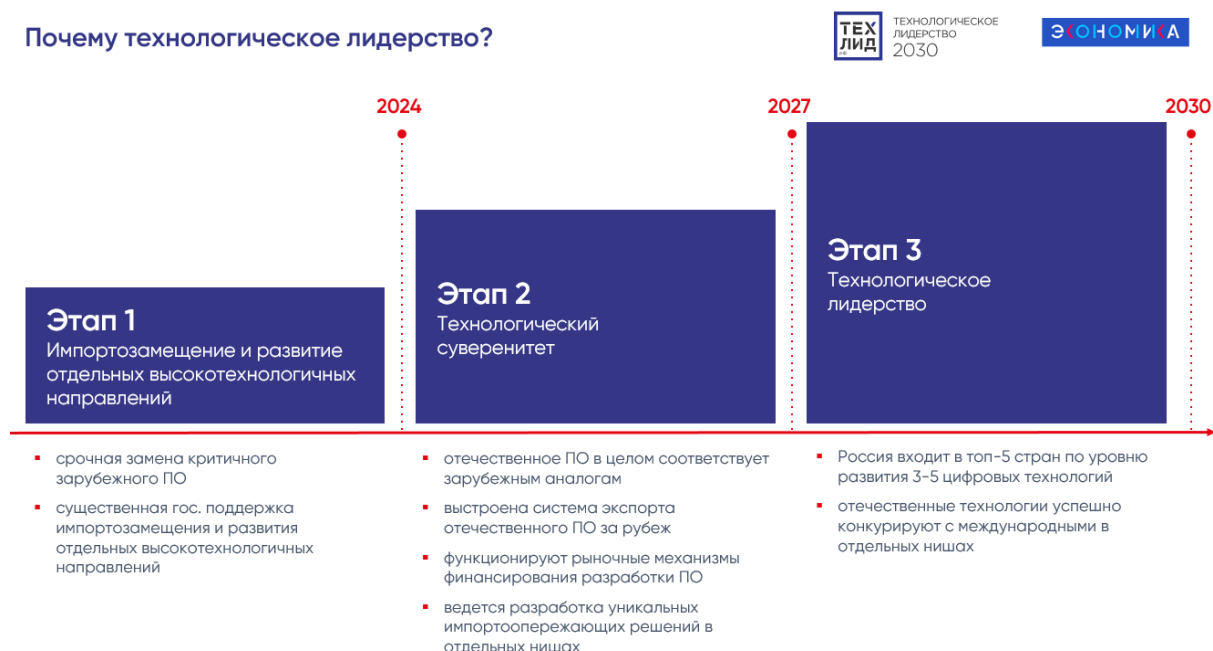 Почему технологическое лидерство?
ТЕХ
ЛИД
РФ
ТЕХНОЛОГИЧЕСКОЕ
ЛИДЕРСТВО
2030
ЭКОНОМИКА
2024
2027
2030
Этап 1
Импортозамещение и развитие
отдельных высокотехнологичных
направлений
Этап 2
Технологический
суверенитет
Этап 3
Технологическое
лидерство
срочная замена критичного
зарубежного ПО
существенная гос. поддержка
импортозамещения и развития
отдельных высокотехнологичных
направлений
отечественное ПО в целом соответствует
зарубежным аналогам
выстроена система экспорта
отечественного ПО за рубеж
функционируют рыночные механизмы
финансирования разработки ПО
ведется разработка уникальных
импортоопережающих решений в
отдельных нишах
Россия входит в топ-5 стран по уровню
развития 3-5 цифровых технологий
отечественные технологии успешно
конкурируют с международными в
отдельных нишах